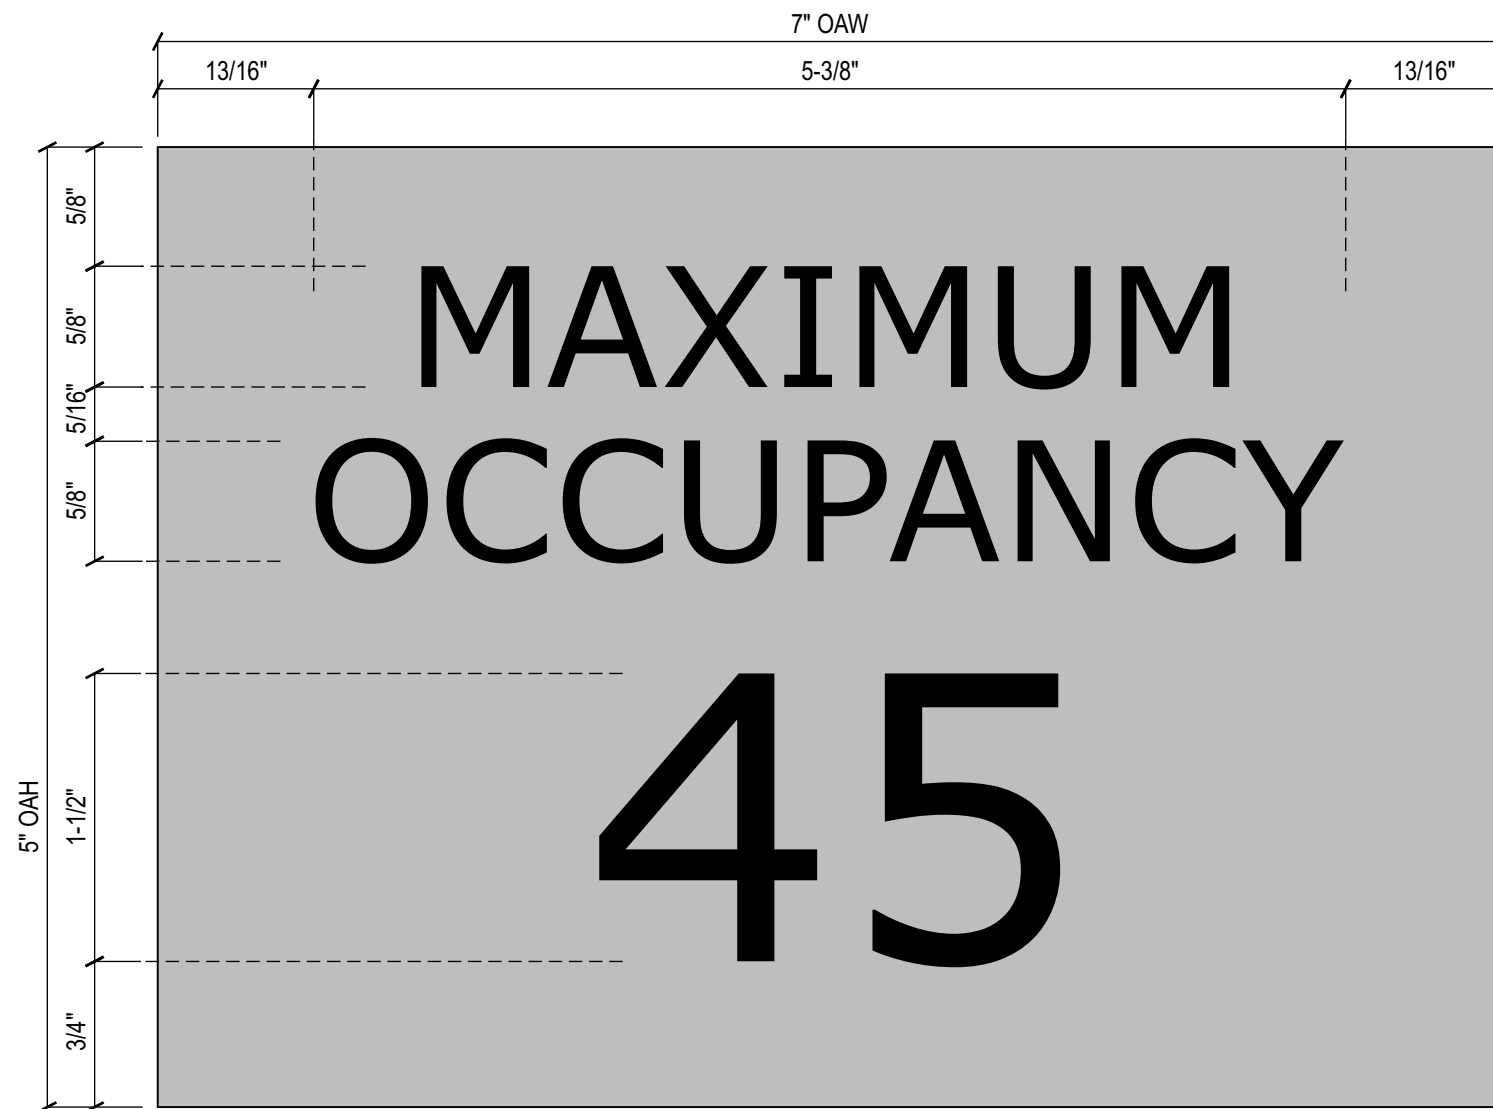 7" OAW
13/16" 5-3/8" 13/16"
5/8"
5/8"
5/16"
5/8"
5" OAH
1-1/2"
3/4"
MAXIMUM
OCCUPANCY
45